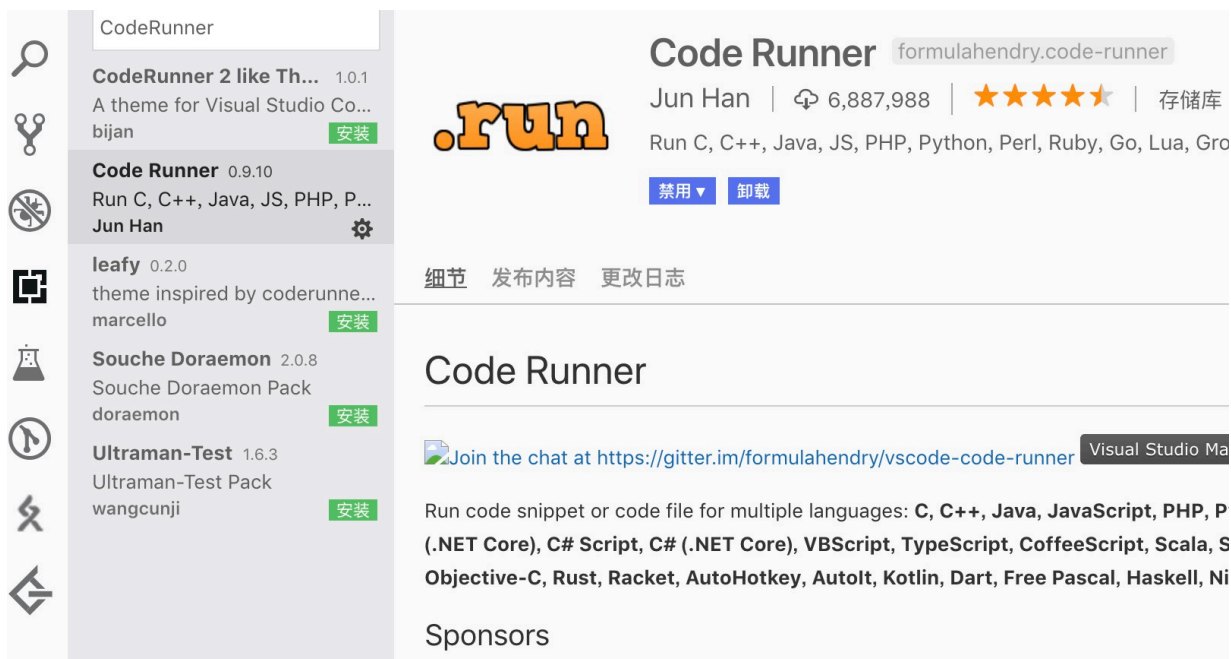 CodeRunner
CodeRunner 2 like Th... 1.0.1
A theme for Visual Studio Co...
bijan 安装
Code Runner 0.9.10
Run C, C++, Java, JS, PHP, P...
Jun Han
leafy 0.2.0
theme inspired by coderunne...
marcello 安装
Souche Doraemon 2.0.8
Souche Doraemon Pack
doraemon 安装
Ultraman-Test 1.6.3
Ultraman-Test Pack
wangcunji 安装
.run
Code Runner formulahendry.code-runner
Jun Han 6,887,988 存储库
Run C, C++, Java, JS, PHP, Python, Perl, Ruby, Go, Lua, Gro
禁用 卸载
细节 发布内容 更改日志
Code Runner
Join the chat at https://gitter.im/formulahendry/vscode-code-runner Visual Studio Ma
Run code snippet or code file for multiple languages: C, C++, Java, JavaScript, PHP, P
(.NET Core), C# Script, C# (.NET Core), VBScript, TypeScript, CoffeeScript, Scala, S
Objective-C, Rust, Racket, AutoHotkey, AutoIt, Kotlin, Dart, Free Pascal, Haskell, Ni
Sponsors